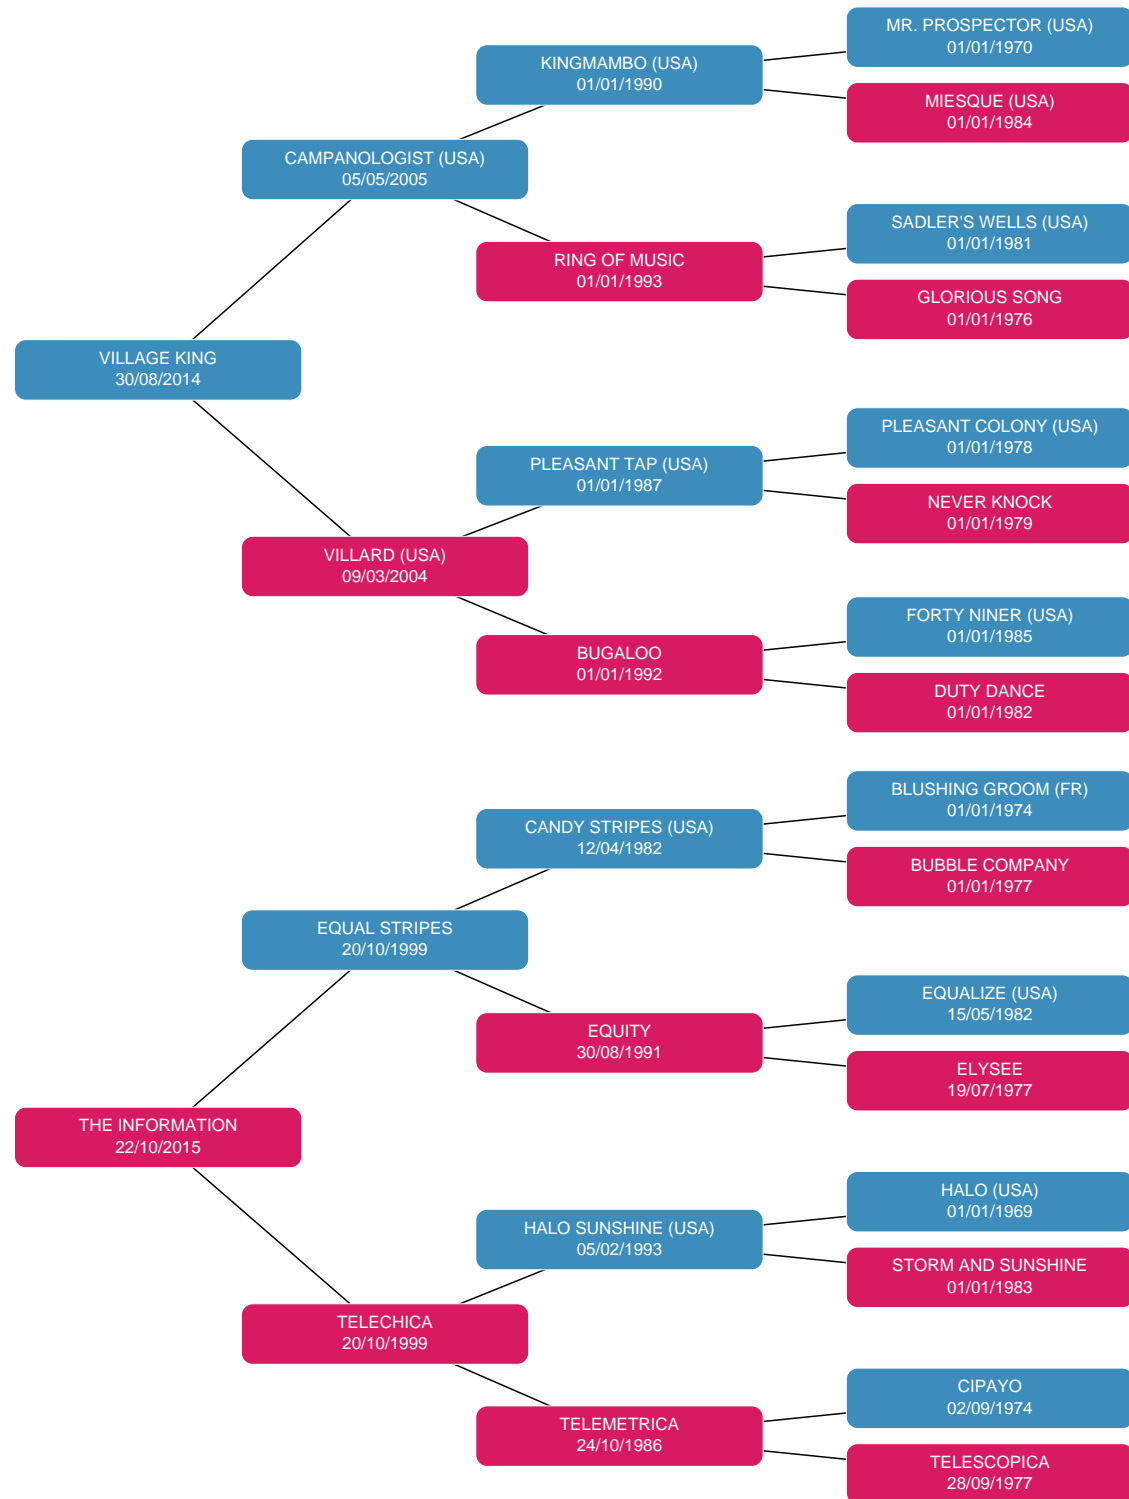 MR. PROSPECTOR (USA)
01/01/1970
KINGMAMBO (USA)
01/01/1990
MIESQUE (USA)
01/01/1984
CAMPANOLOGIST (USA)
05/05/2005
SADLER'S WELLS (USA)
01/01/1981
RING OF MUSIC
01/01/1993
GLORIOUS SONG
01/01/1976
VILLAGE KING
30/08/2014
PLEASANT COLONY (USA)
01/01/1978
PLEASANT TAP (USA)
01/01/1987
NEVER KNOCK
01/01/1979
VILLARD (USA)
09/03/2004
FORTY NINER (USA)
01/01/1985
BUGALOO
01/01/1992
DUTY DANCE
01/01/1982
BLUSHING GROOM (FR)
01/01/1974
CANDY STRIPES (USA)
12/04/1982
BUBBLE COMPANY
01/01/1977
EQUAL STRIPES
20/10/1999
EQUALIZE (USA)
15/05/1982
EQUITY
30/08/1991
ELYSEE
19/07/1977
THE INFORMATION
22/10/2015
HALO (USA)
01/01/1969
HALO SUNSHINE (USA)
05/02/1993
STORM AND SUNSHINE
01/01/1983
TELECHICA
20/10/1999
CIPAYO
02/09/1974
TELEMETRICA
24/10/1986
TELESCOPICA
28/09/1977